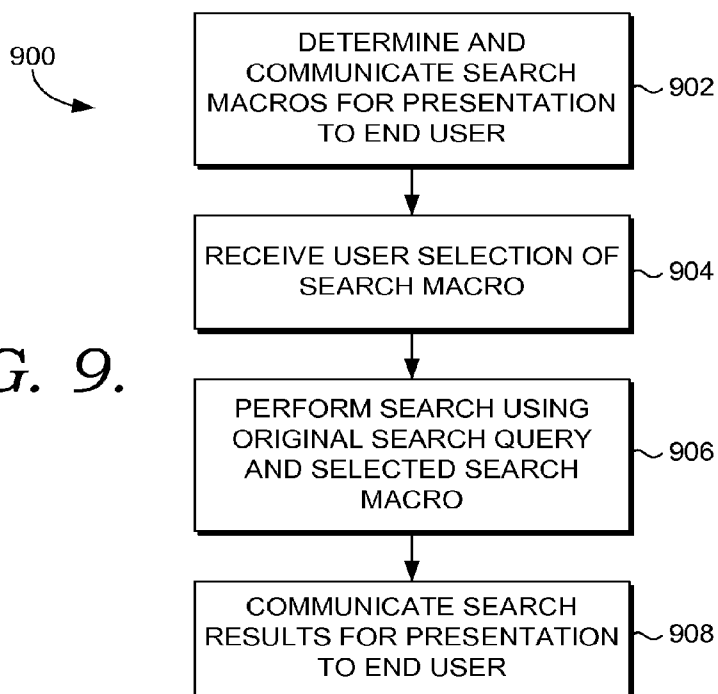 900
DETERMINE AND
COMMUNICATE SEARCH
MACROS FOR PRESENTATION
TO END USER
902
RECEIVE USER SELECTION OF
SEARCH MACRO
904
G. 9.
PERFORM SEARCH USING
ORIGINAL SEARCH QUERY
AND SELECTED SEARCH
MACRO
906
COMMUNICATE SEARCH
RESULTS FOR PRESENTATION
TO END USER
908